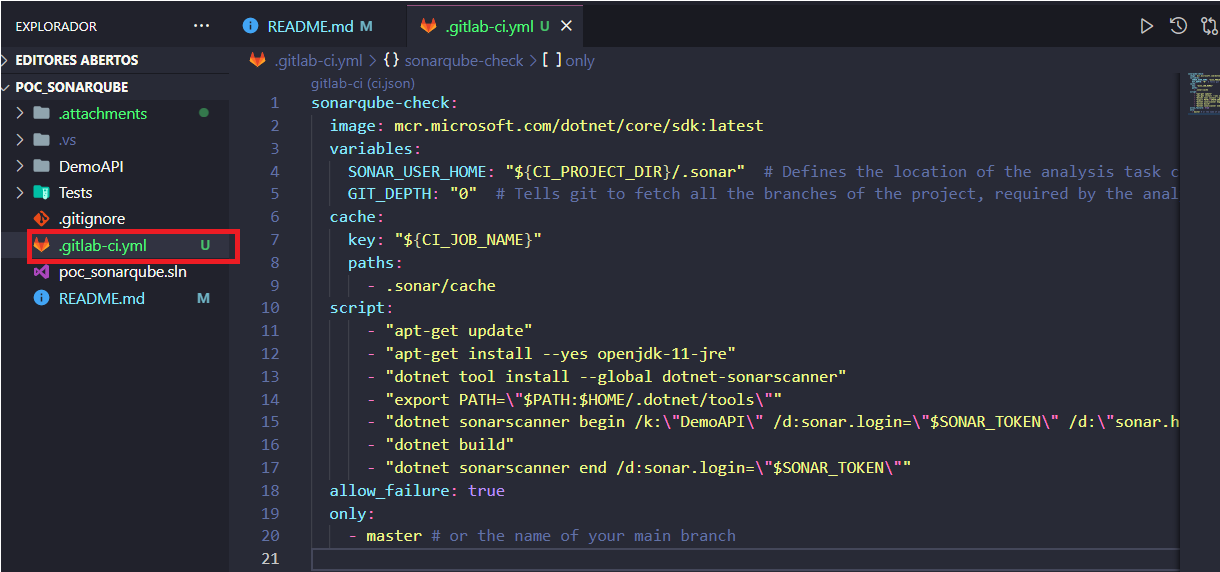 EXPLORADOR ···
README.md M
.gitlab-ci.yml U
EDITORES ABERTOS
POC_SONARQUBE
.attachments
.vs
DemoAPI
Tests
.gitignore
.gitlab-ci.yml U
poc_sonarqube.sln
README.md M
.gitlab-ci.yml > {} sonarqube-check > [ ] only
gitlab-ci (ci.json)
1 sonarqube-check:
2 image: mcr.microsoft.com/dotnet/core/sdk:latest
3 variables:
4 SONAR_USER_HOME: "${CI_PROJECT_DIR}/.sonar" # Defines the location of the analysis task c
5 GIT_DEPTH: "0" # Tells git to fetch all the branches of the project, required by the anal
6 cache:
7 key: "${CI_JOB_NAME}"
8 paths:
9 - .sonar/cache
10 script:
11 - "apt-get update"
12 - "apt-get install --yes openjdk-11-jre"
13 - "dotnet tool install --global dotnet-sonarscanner"
14 - "export PATH=\"$PATH:$HOME/.dotnet/tools\""
15 - "dotnet sonarscanner begin /k:\"DemoAPI\" /d:sonar.login=\"$SONAR_TOKEN\" /d:\"sonar.h
16 - "dotnet build"
17 - "dotnet sonarscanner end /d:sonar.login=\"$SONAR_TOKEN\""
18 allow_failure: true
19 only:
20 - master # or the name of your main branch
21